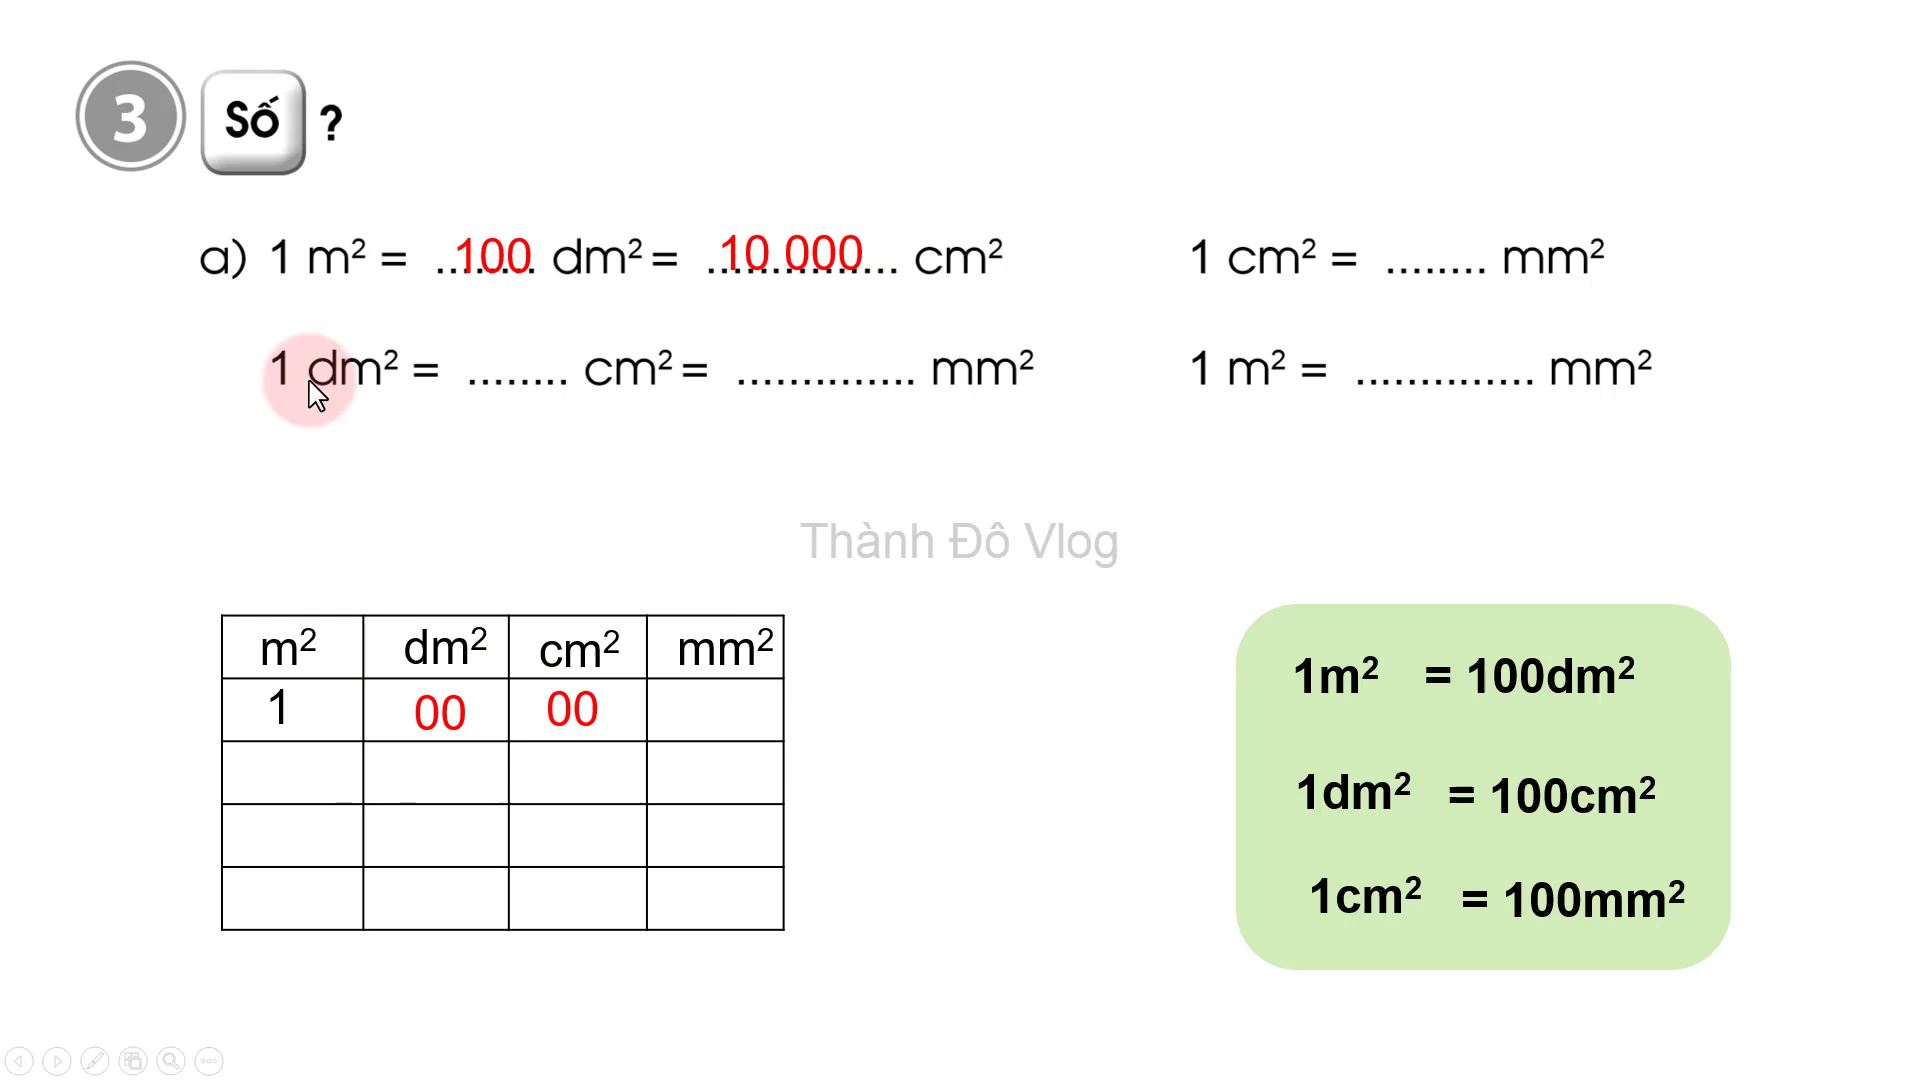 3 Số ?
a) 1 m² = ........ 100 dm² = ............... 10 000 cm² 1 cm² = ........ mm²
1 dm² = ........ cm² = .............. mm² 1 m² = .............. mm²
Thành Đô Vlog
m² dm² cm² mm²
1 00 00
1m² = 100dm²
1dm² = 100cm²
1cm² = 100mm²